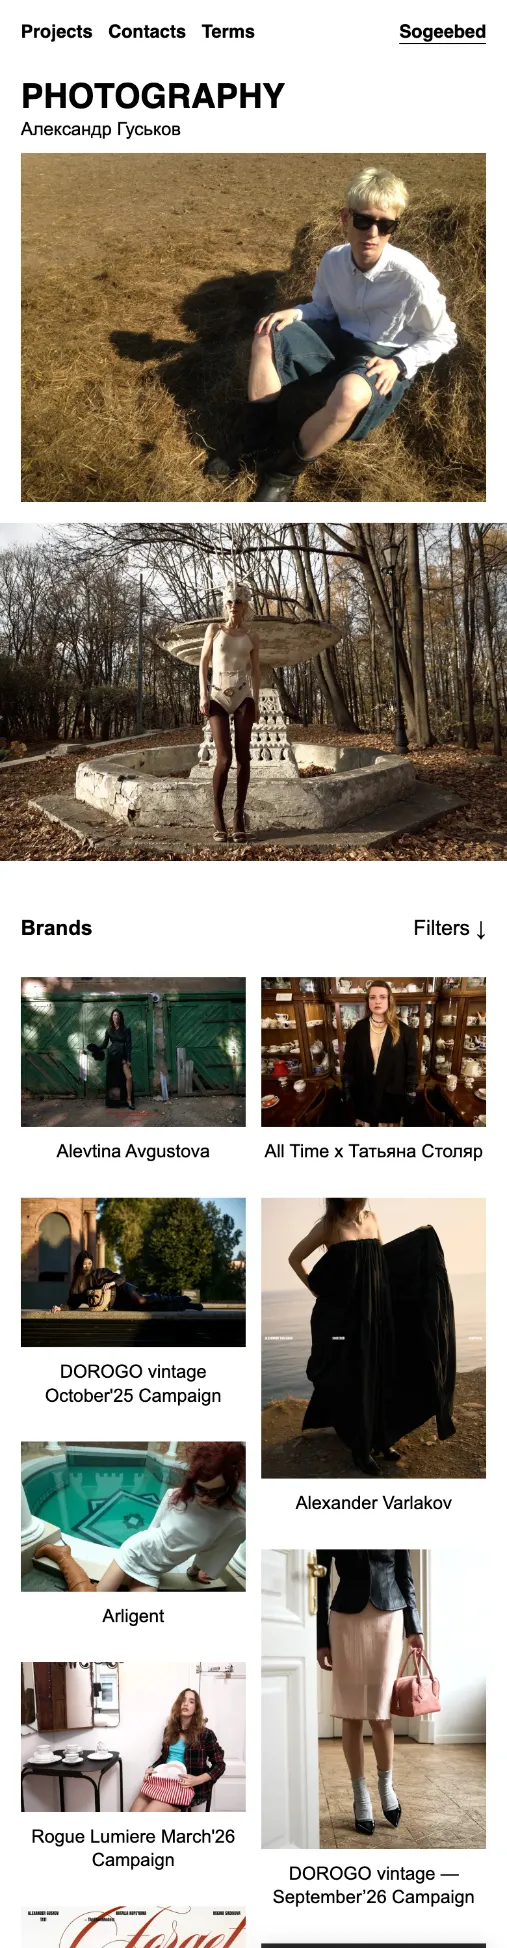 Projects Contacts Terms Sogeebed
PHOTOGRAPHY
Александр Гуськов
Brands Filters ↓
Alevtina Avgustova
All Time x Татьяна Столяр
DOROGO vintage
October'25 Campaign
Alexander Varlakov
Arligent
Rogue Lumiere March'26
Campaign
DOROGO vintage —
September'26 Campaign
Forget